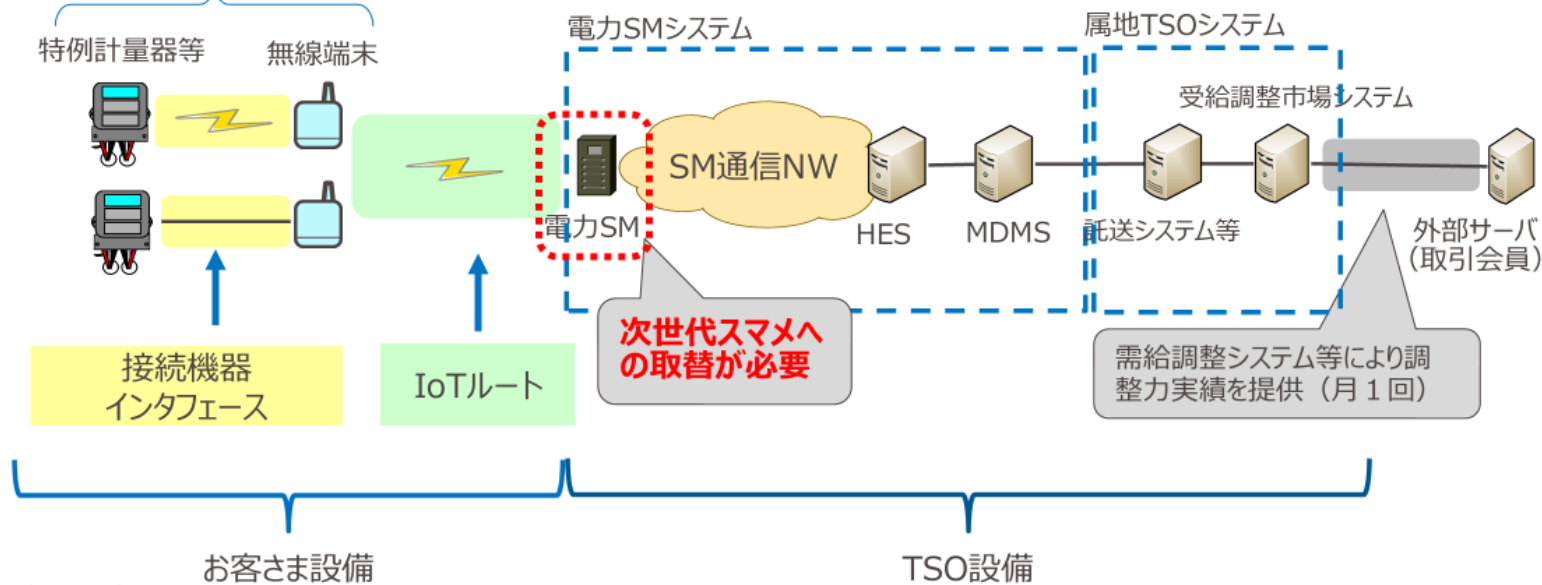 電力SMシステム
属地TSOシステム
特例計量器等
無線端末
受給調整市場システム
SM通信NW
電力SM
HES
MDMS
託送システム等
外部サーバ
(取引会員)
次世代スマメへ
の取替が必要
接続機器
インタフェース
IoTルート
需給調整システム等により調
整力実績を提供（月１回）
お客さま設備
TSO設備